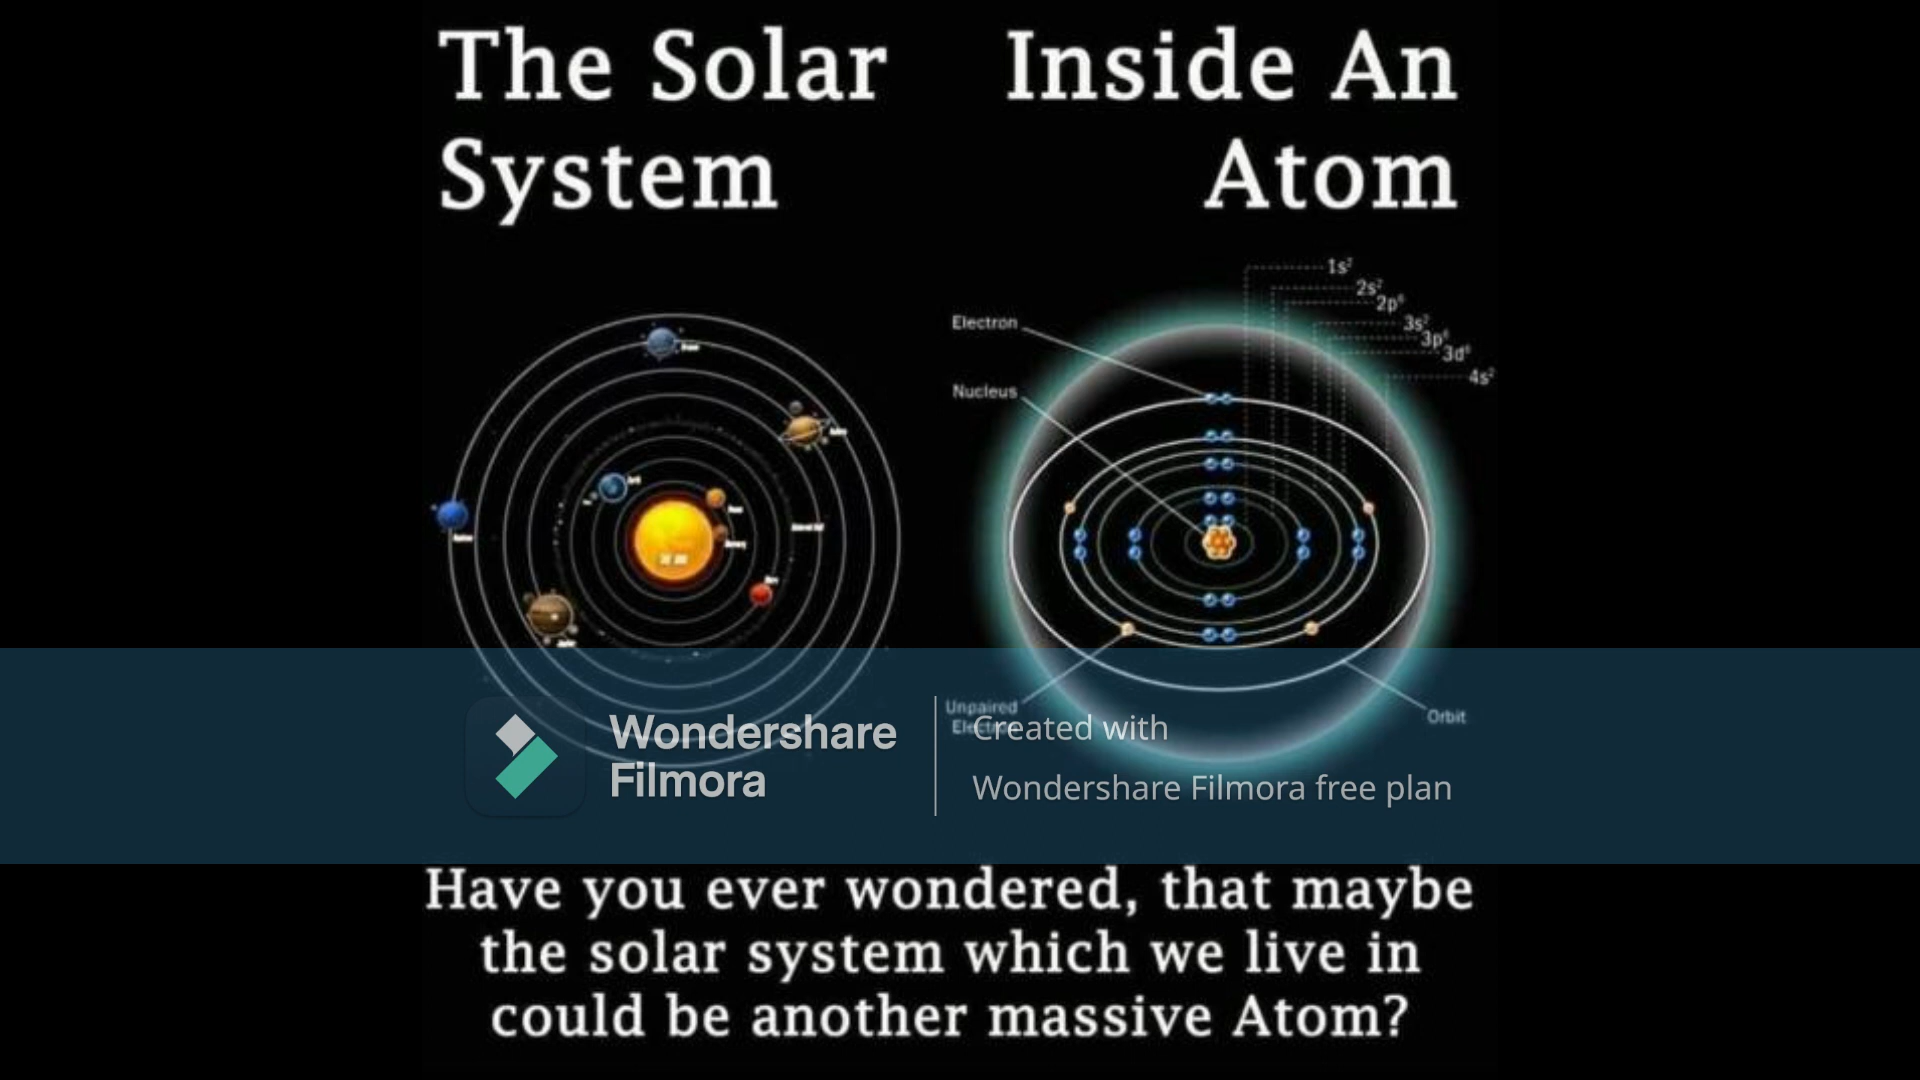 The Solar
System
Inside An
Atom
1s²
2s²
2p⁶
3s²
3p⁶
3d⁶
4s²
Electron
Nucleus
Unpaired
Electron
Orbit
Wondershare
Filmora
Created with
Wondershare Filmora free plan
Have you ever wondered, that maybe
the solar system which we live in
could be another massive Atom?